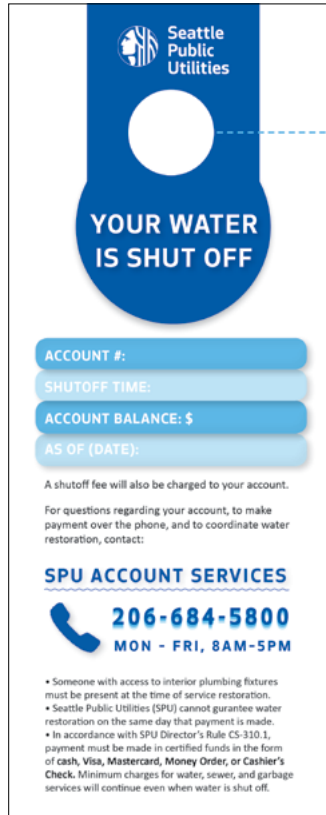 Seattle
Public
Utilities
YOUR WATER
IS SHUT OFF
ACCOUNT #:
SHUTOFF TIME:
ACCOUNT BALANCE: $
AS OF (DATE):
A shutoff fee will also be charged to your account.
For questions regarding your account, to make
payment over the phone, and to coordinate water
restoration, contact:
SPU ACCOUNT SERVICES
206-684-5800
MON - FRI, 8AM-5PM
• Someone with access to interior plumbing fixtures
must be present at the time of service restoration.
• Seattle Public Utilities (SPU) cannot gurantee water
restoration on the same day that payment is made.
• In accordance with SPU Director's Rule CS-310.1,
payment must be made in certified funds in the form
of cash, Visa, Mastercard, Money Order, or Cashier's
Check. Minimum charges for water, sewer, and garbage
services will continue even when water is shut off.